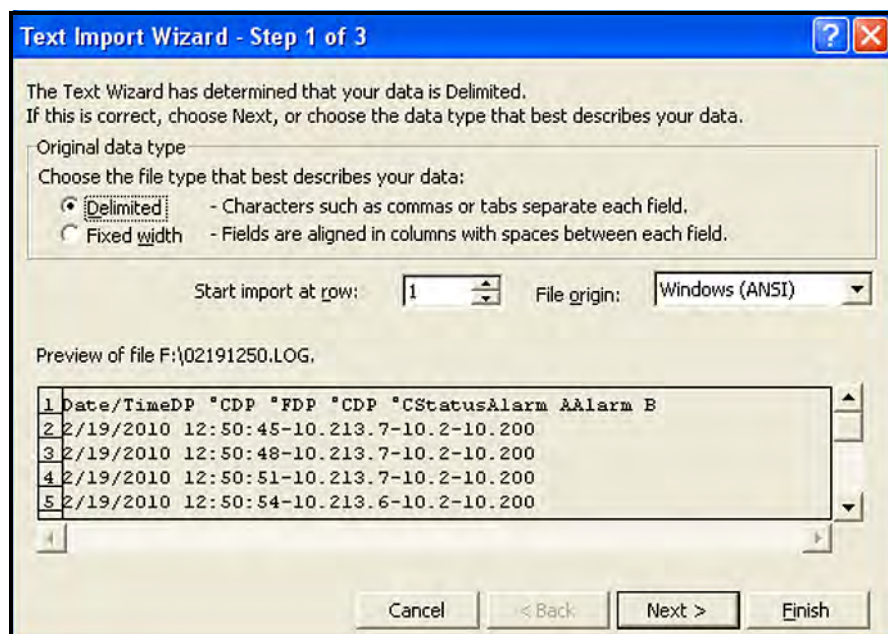 Text Import Wizard - Step 1 of 3
The Text Wizard has determined that your data is Delimited.
If this is correct, choose Next, or choose the data type that best describes your data.
Original data type
Choose the file type that best describes your data:
Delimited - Characters such as commas or tabs separate each field.
Fixed width - Fields are aligned in columns with spaces between each field.
Start import at row: 1 File origin: Windows (ANSI)
Preview of file F:\02191250.LOG.
1 Date/TimeDP °CDP °FDP °CDP °CStatusAlarm AAlarm B
2 2/19/2010 12:50:45-10.213.7-10.2-10.200
3 2/19/2010 12:50:48-10.213.7-10.2-10.200
4 2/19/2010 12:50:51-10.213.7-10.2-10.200
5 2/19/2010 12:50:54-10.213.6-10.2-10.200
Cancel < Back Next > Finish